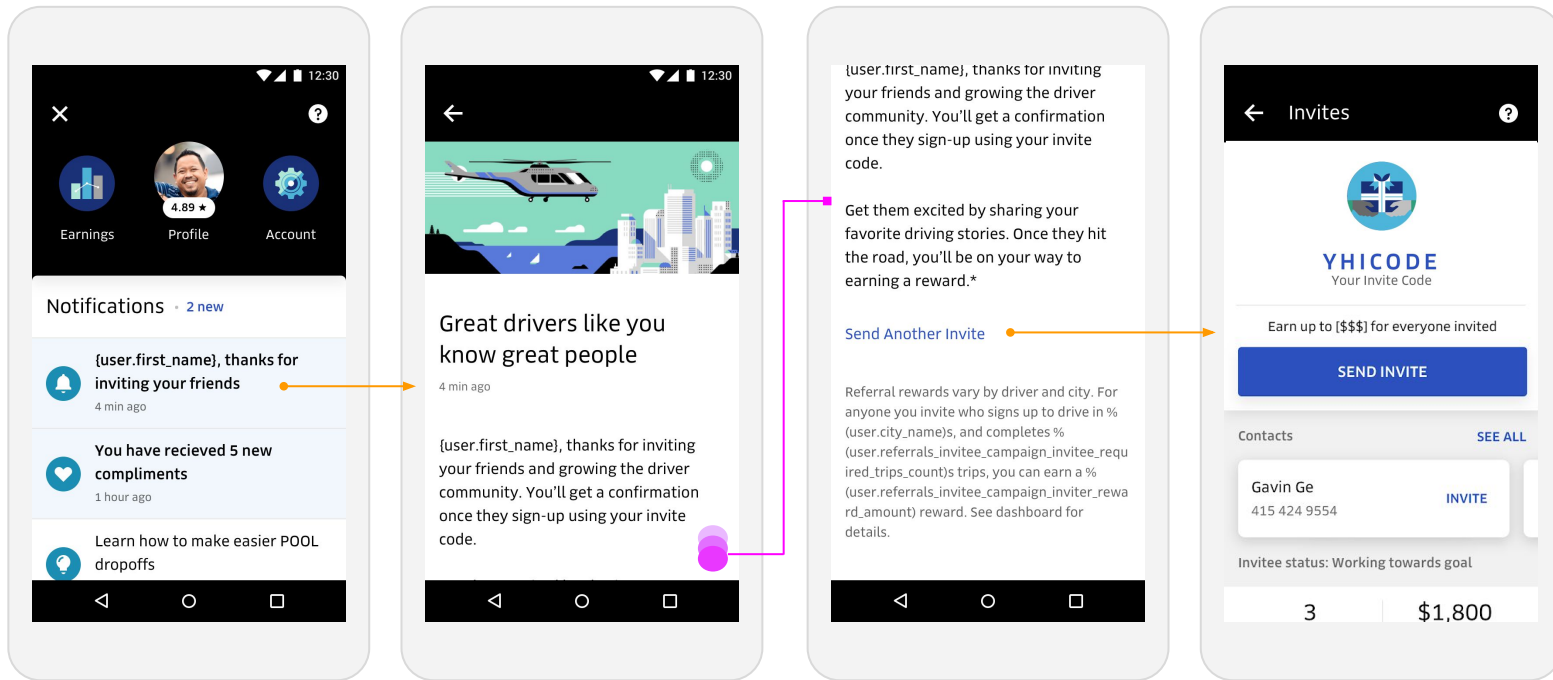 12:30
4.89 ★
Earnings
Profile
Account
Notifications • 2 new
{user.first_name}, thanks for
inviting your friends
4 min ago
You have recieved 5 new
compliments
1 hour ago
Learn how to make easier POOL
dropoffs
12:30
Great drivers like you
know great people
4 min ago
{user.first_name}, thanks for inviting
your friends and growing the driver
community. You'll get a confirmation
once they sign-up using your invite
code.
{user.first_name}, thanks for inviting
your friends and growing the driver
community. You'll get a confirmation
once they sign-up using your invite
code.
Get them excited by sharing your
favorite driving stories. Once they hit
the road, you'll be on your way to
earning a reward.*
Send Another Invite
Referral rewards vary by driver and city. For
anyone you invite who signs up to drive in %
(user.city_name)s, and completes %
(user.referrals_invitee_campaign_invitee_requ
ired_trips_count)s trips, you can earn a %
(user.referrals_invitee_campaign_inviter_rewa
rd_amount) reward. See dashboard for
details.
Invites
?
YHICODE
Your Invite Code
Earn up to [$$$] for everyone invited
SEND INVITE
Contacts
SEE ALL
Gavin Ge
415 424 9554
INVITE
Invitee status: Working towards goal
3
$1,800